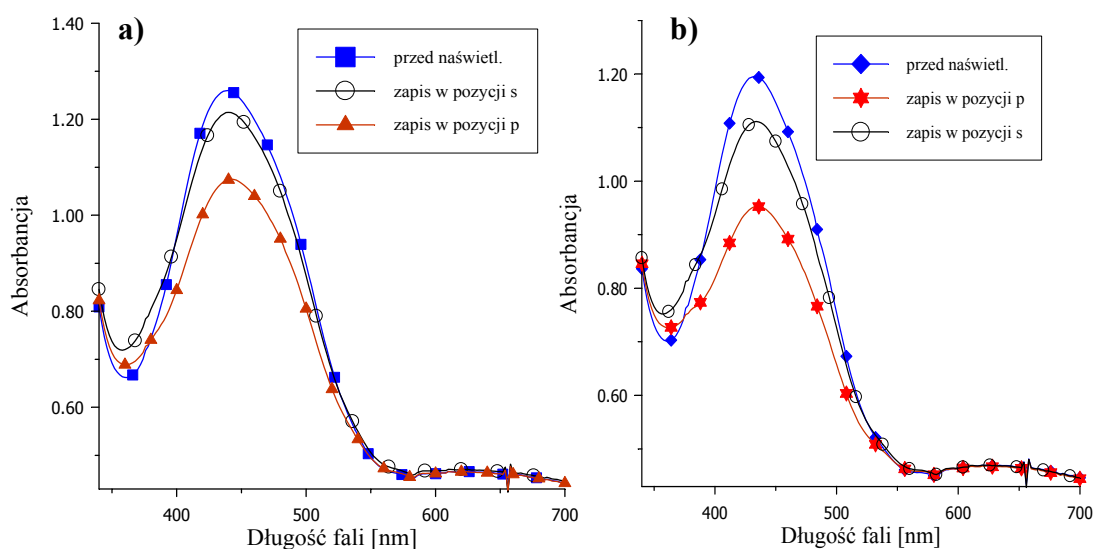 a)
1.40
1.20
1.00
0.80
0.60
Absorbancja
przed naświetl.
zapis w pozycji s
zapis w pozycji p
400
500
600
700
Długość fali [nm]
b)
1.20
1.00
0.80
0.60
Absorbancja
przed naświetl.
zapis w pozycji p
zapis w pozycji s
400
500
600
700
Długość fali [nm]